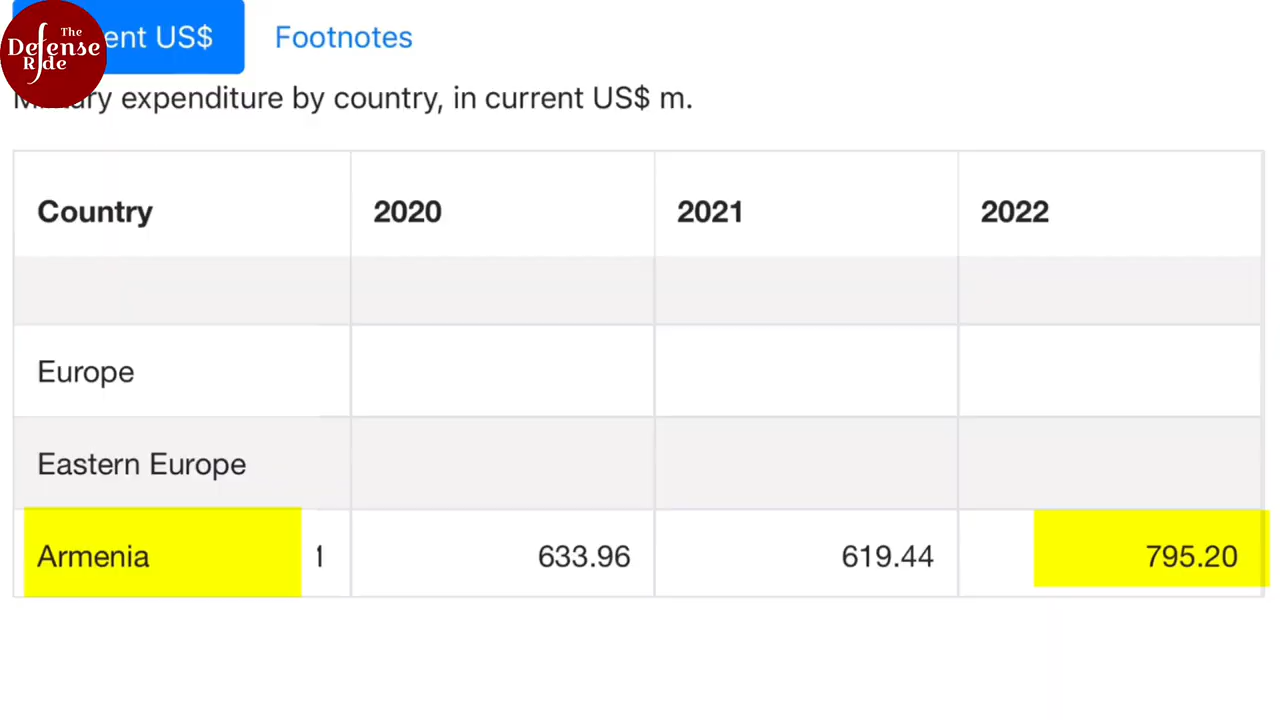 The
Defense
Ride
ent US$
Footnotes
expenditure by country, in current US$ m.
Country 2020 2021 2022
Europe
Eastern Europe
Armenia 1 633.96 619.44 795.20